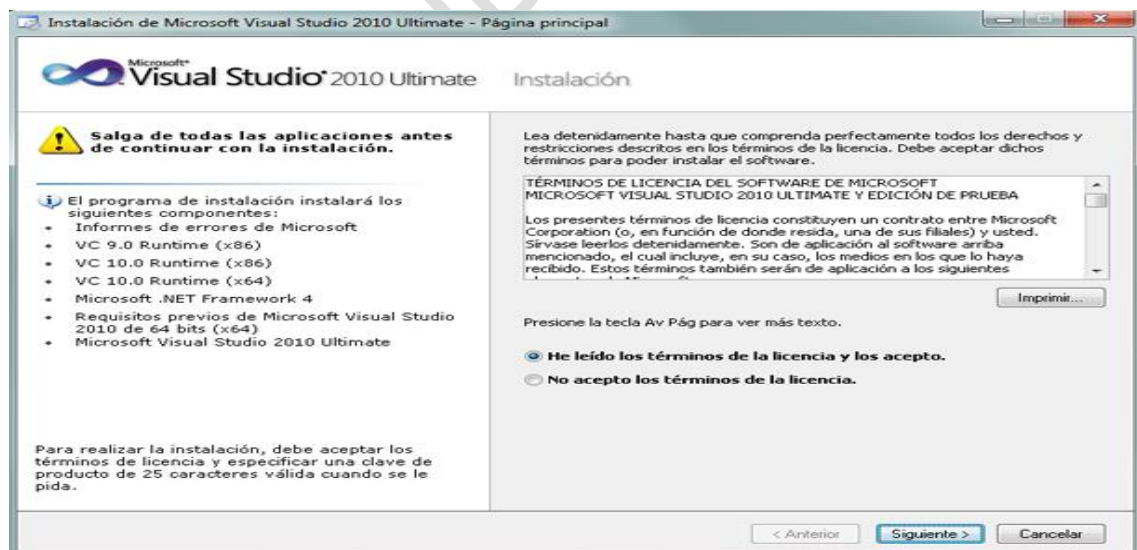 Instalación de Microsoft Visual Studio 2010 Ultimate - Página principal
Microsoft
Visual Studio 2010 Ultimate
Instalación
Salga de todas las aplicaciones antes
de continuar con la instalación.
El programa de instalación instalará los
siguientes componentes:
Informes de errores de Microsoft
VC 9.0 Runtime (x86)
VC 10.0 Runtime (x86)
VC 10.0 Runtime (x64)
Microsoft .NET Framework 4
Requisitos previos de Microsoft Visual Studio
2010 de 64 bits (x64)
Microsoft Visual Studio 2010 Ultimate
Para realizar la instalación, debe aceptar los
términos de licencia y especificar una clave de
producto de 25 caracteres válida cuando se le
pida.
Lea detenidamente hasta que comprenda perfectamente todos los derechos y
restricciones descritos en los términos de la licencia. Debe aceptar dichos
términos para poder instalar el software.
TÉRMINOS DE LICENCIA DEL SOFTWARE DE MICROSOFT
MICROSOFT VISUAL STUDIO 2010 ULTIMATE Y EDICIÓN DE PRUEBA
Los presentes términos de licencia constituyen un contrato entre Microsoft
Corporation (o, en función de donde resida, una de sus filiales) y usted.
Sírvase leerlos detenidamente. Son de aplicación al software arriba
mencionado, el cual incluye, en su caso, los medios en los que lo haya
recibido. Estos términos también serán de aplicación a los siguientes
Imprimir...
Presione la tecla Av Pág para ver más texto.
He leído los términos de la licencia y los acepto.
No acepto los términos de la licencia.
< Anterior
Siguiente >
Cancelar